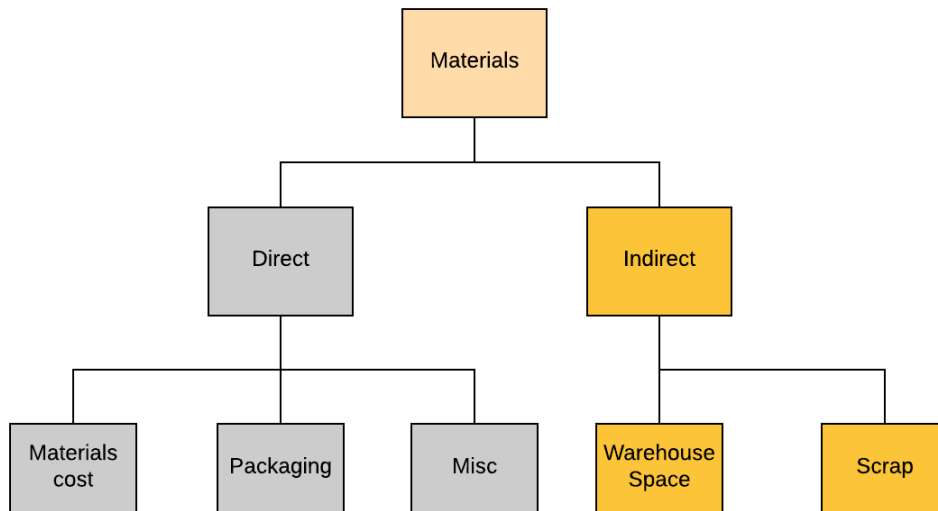 Materials
Direct
Indirect
Materials
cost
Packaging
Misc
Warehouse
Space
Scrap